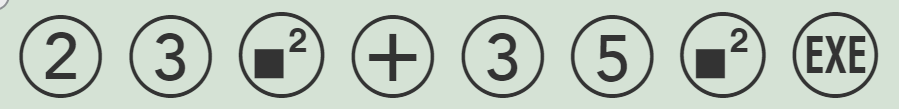 2 3 ■² + 3 5 ■² EXE